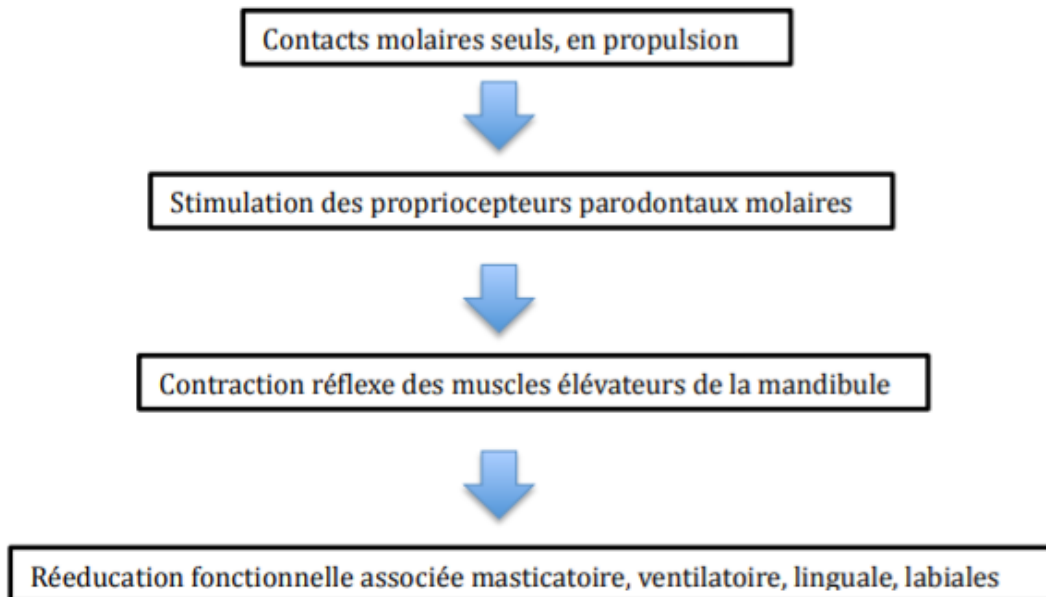 Contacts molaires seuls, en propulsion
Stimulation des propriocepteurs parodontaux molaires
Contraction réflexe des muscles élévateurs de la mandibule
Réeducation fonctionnelle associée masticatoire, ventilatoire, linguale, labiales